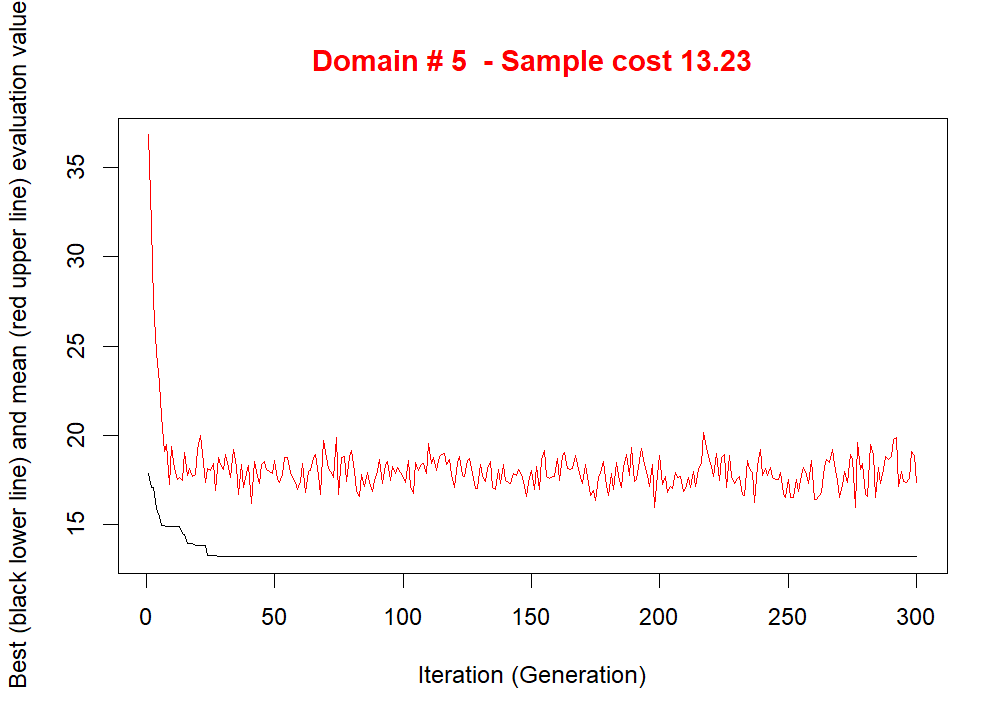 Domain # 5  - Sample cost 13.23
Best (black lower line) and mean (red upper line) evaluation value
35
30
25
20
15
0 50 100 150 200 250 300
Iteration (Generation)